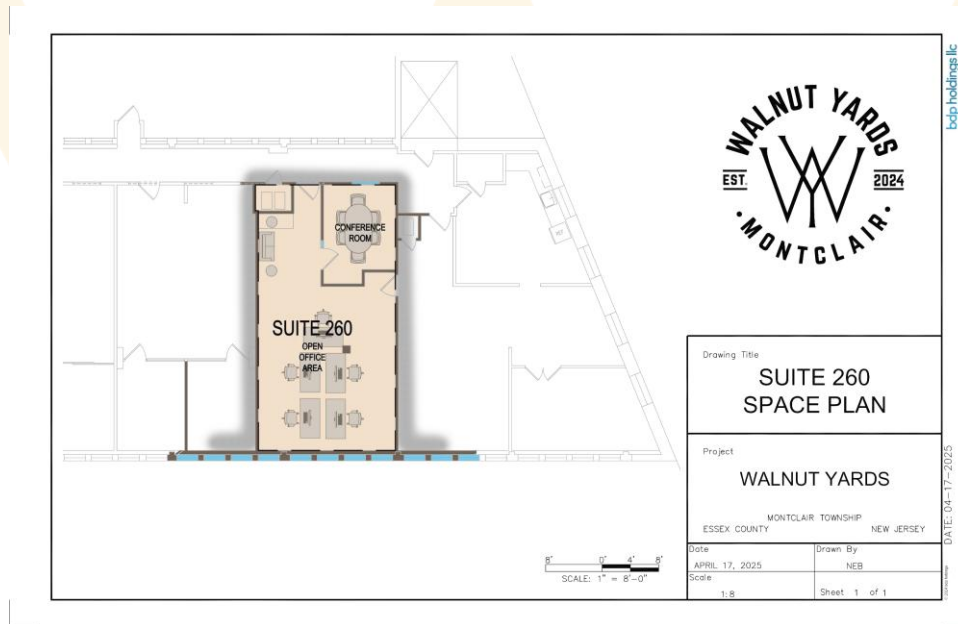 WALNUT YARDS
EST. 2024
MONTCLAIR
CONFERENCE
ROOM
SUITE 260
OPEN
OFFICE
AREA
REF
8' 0' 4' 8'
SCALE: 1" = 8'-0"
Drawing Title
SUITE 260
SPACE PLAN
Project
WALNUT YARDS
MONTCLAIR TOWNSHIP
ESSEX COUNTY NEW JERSEY
Date
APRIL 17, 2025
Drawn By
NEB
Scale
1:8
Sheet 1 of 1
bdp holdings llc
DATE: 04-17-2025